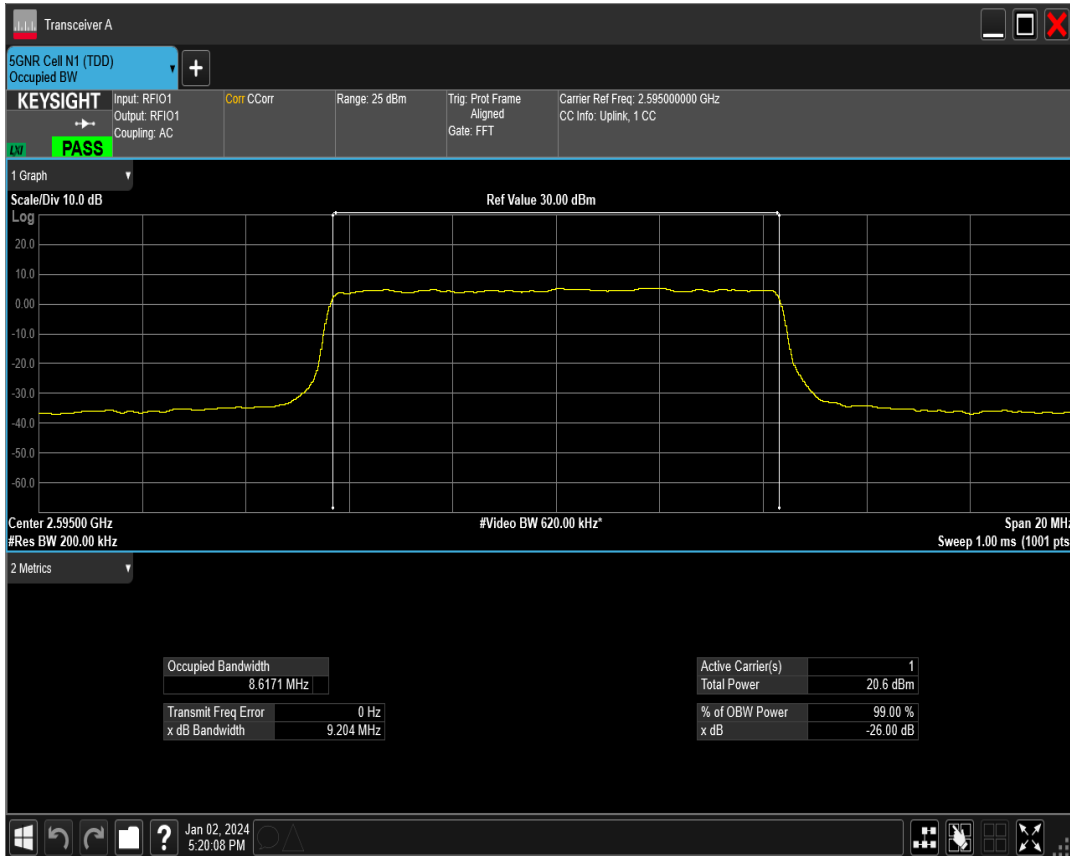 Transceiver A
5GNR Cell N1 (TDD)
Occupied BW
+
KEYSIGHT
LXI
PASS
Input: RFIO1
Output: RFIO1
Coupling: AC
Corr CCorr
Range: 25 dBm
Trig: Prot Frame
Aligned
Gate: FFT
Carrier Ref Freq: 2.595000000 GHz
CC Info: Uplink, 1 CC
1 Graph
Scale/Div 10.0 dB
Ref Value 30.00 dBm
Log
20.0
10.0
0.00
-10.0
-20.0
-30.0
-40.0
-50.0
-60.0
Center 2.59500 GHz
#Video BW 620.00 kHz*
Span 20 MHz
#Res BW 200.00 kHz
Sweep 1.00 ms (1001 pts
2 Metrics
Occupied Bandwidth
8.6171 MHz
Transmit Freq Error 0 Hz
x dB Bandwidth 9.204 MHz
Active Carrier(s) 1
Total Power 20.6 dBm
% of OBW Power 99.00 %
x dB -26.00 dB
?
Jan 02, 2024
5:20:08 PM